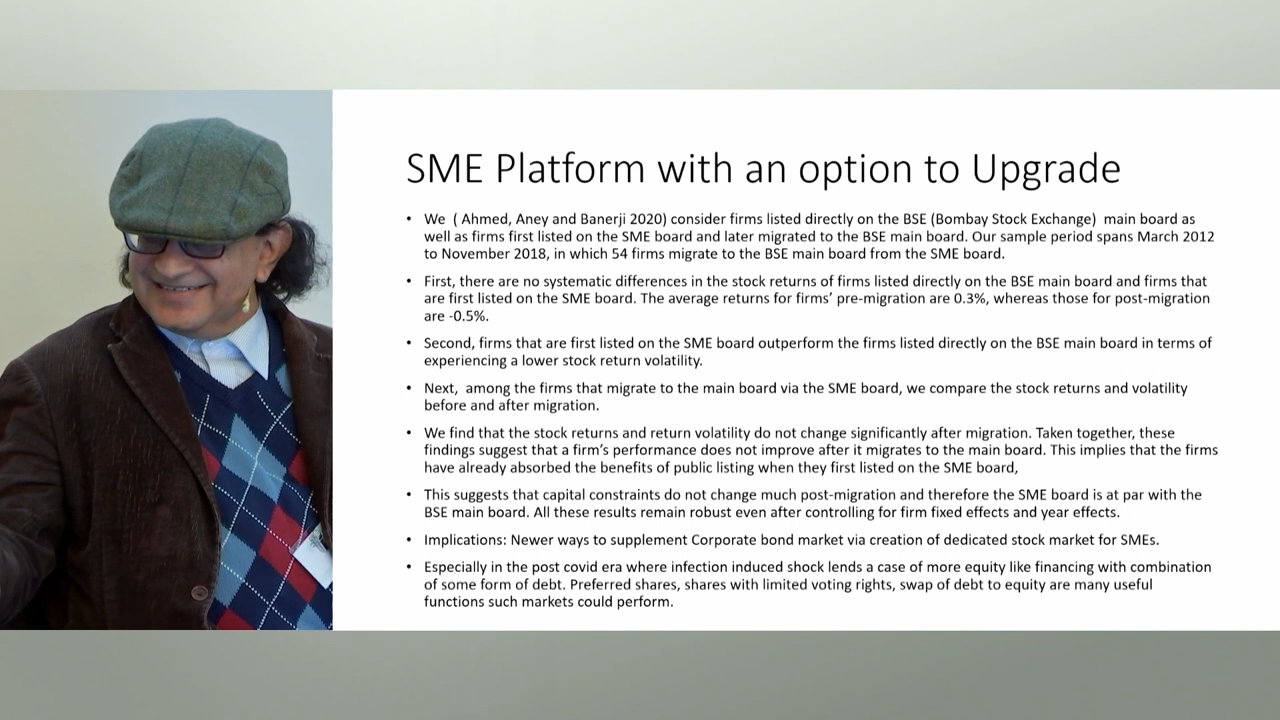 SME Platform with an option to Upgrade
• We ( Ahmed, Aney and Banerji 2020) consider firms listed directly on the BSE (Bombay Stock Exchange) main board as
well as firms first listed on the SME board and later migrated to the BSE main board. Our sample period spans March 2012
to November 2018, in which 54 firms migrate to the BSE main board from the SME board.
• First, there are no systematic differences in the stock returns of firms listed directly on the BSE main board and firms that
are first listed on the SME board. The average returns for firms’ pre-migration are 0.3%, whereas those for post-migration
are -0.5%.
• Second, firms that are first listed on the SME board outperform the firms listed directly on the BSE main board in terms of
experiencing a lower stock return volatility.
• Next, among the firms that migrate to the main board via the SME board, we compare the stock returns and volatility
before and after migration.
• We find that the stock returns and return volatility do not change significantly after migration. Taken together, these
findings suggest that a firm’s performance does not improve after it migrates to the main board. This implies that the firms
have already absorbed the benefits of public listing when they first listed on the SME board,
• This suggests that capital constraints do not change much post-migration and therefore the SME board is at par with the
BSE main board. All these results remain robust even after controlling for firm fixed effects and year effects.
• Implications: Newer ways to supplement Corporate bond market via creation of dedicated stock market for SMEs.
• Especially in the post covid era where infection induced shock lends a case of more equity like financing with combination
of some form of debt. Preferred shares, shares with limited voting rights, swap of debt to equity are many useful
functions such markets could perform.